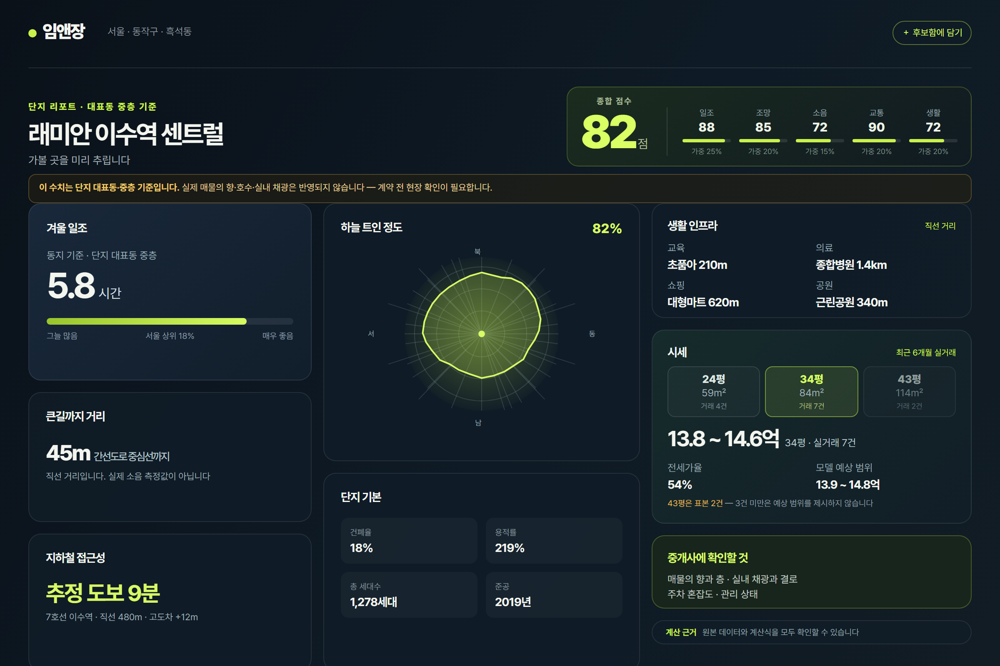 임앤장
서울 · 동작구 · 흑석동
+ 후보함에 담기
단지 리포트 · 대표동 중층 기준
래미안 이수역 센트럴
가볼 곳을 미리 추립니다
종합 점수
82점
일조
88
가중 25%
조망
85
가중 20%
소음
72
가중 15%
교통
90
가중 20%
생활
72
가중 20%
이 수치는 단지 대표동·중층 기준입니다. 실제 매물의 향·호수·실내 채광은 반영되지 않습니다 — 계약 전 현장 확인이 필요합니다.
겨울 일조
동지 기준 · 단지 대표동 중층
5.8 시간
그늘 많음
서울 상위 18%
매우 좋음
큰길까지 거리
45m 간선도로 중심선까지
직선 거리입니다. 실제 소음 측정값이 아닙니다
지하철 접근성
추정 도보 9분
7호선 이수역 · 직선 480m · 고도차 +12m
하늘 트인 정도
82%
북
서
동
남
단지 기본
건폐율
18%
용적률
219%
총 세대수
1,278세대
준공
2019년
생활 인프라
직선 거리
교육
초품아 210m
의료
종합병원 1.4km
쇼핑
대형마트 620m
공원
근린공원 340m
시세
최근 6개월 실거래
24평
59m²
거래 4건
34평
84m²
거래 7건
43평
114m²
거래 2건
13.8 ~ 14.6억 34평 · 실거래 7건
전세가율
54%
모델 예상 범위
13.9 ~ 14.8억
43평은 표본 2건 — 3건 미만은 예상 범위를 제시하지 않습니다
중개사에 확인할 것
매물의 향과 층 · 실내 채광과 결로
주차 혼잡도 · 관리 상태
계산 근거 원본 데이터와 계산식을 모두 확인할 수 있습니다